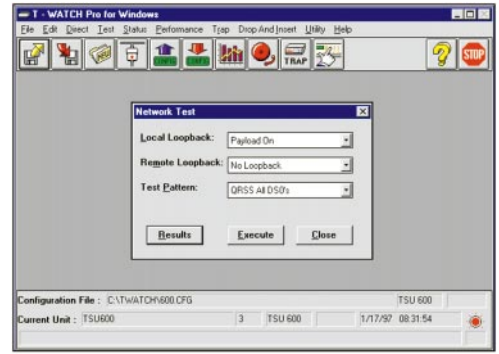 T - WATCH Pro for Windows
File Edit Direct Test Status Performance Trap Drop And Insert Utility Help
CONFIG CONFIG TRAP STOP
Network Test
Local Loopback: Payload On
Remote Loopback: No Loopback
Test Pattern: QRSS All DS0's
Results Execute Close
Configuration File : C:\TWATCH\600.CFG TSU 600
Current Unit : TSU600 3 TSU 600 1/17/97 08:31:54